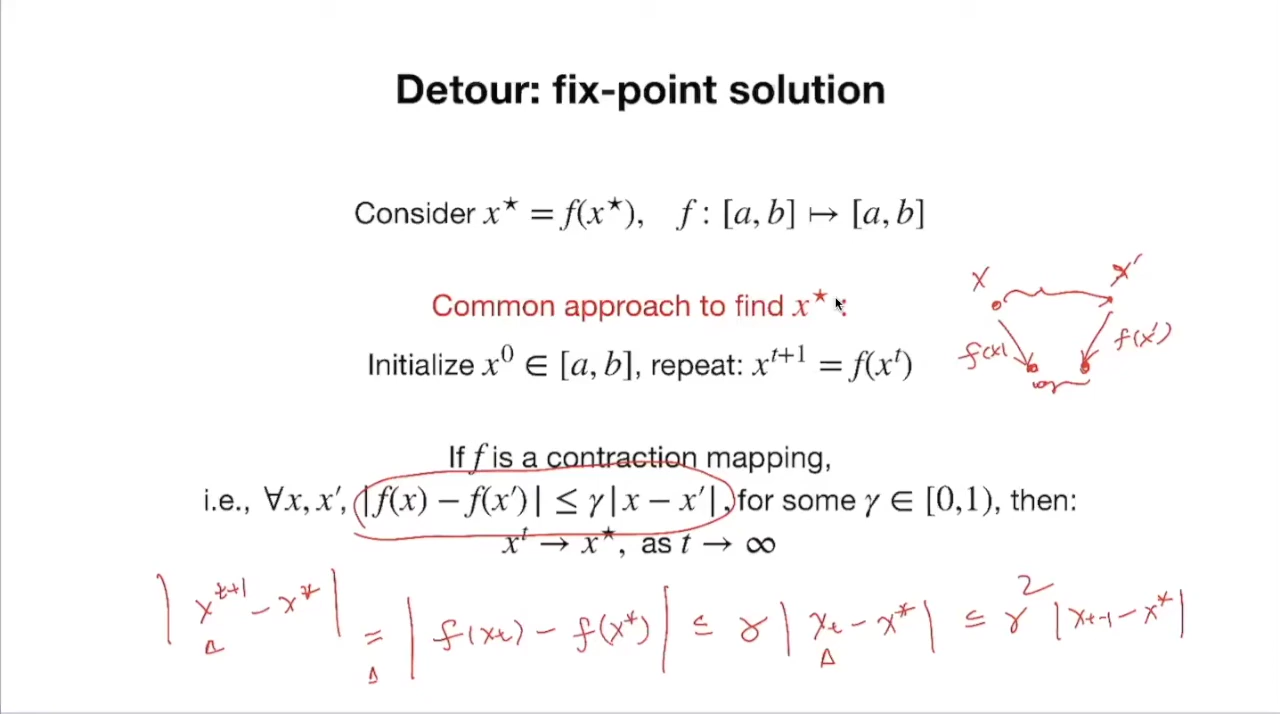 Detour: fix-point solution
Consider x⋆ = f(x⋆), f : [a, b] ↦ [a, b]
Common approach to find x⋆ :
Initialize x⁰ ∈ [a, b], repeat: xᵗ⁺¹ = f(xᵗ)
x x′
f(x) f(x′)
If f is a contraction mapping,
i.e., ∀x, x′, |f(x) − f(x′)| ≤ γ|x − x′|, for some γ ∈ [0,1), then:
xᵗ → x⋆, as t → ∞
|xᵗ⁺¹ − x*| = |f(xₜ) − f(x*)| ≤ γ|xₜ − x*| ≤ γ²|xₜ₋₁ − x*|